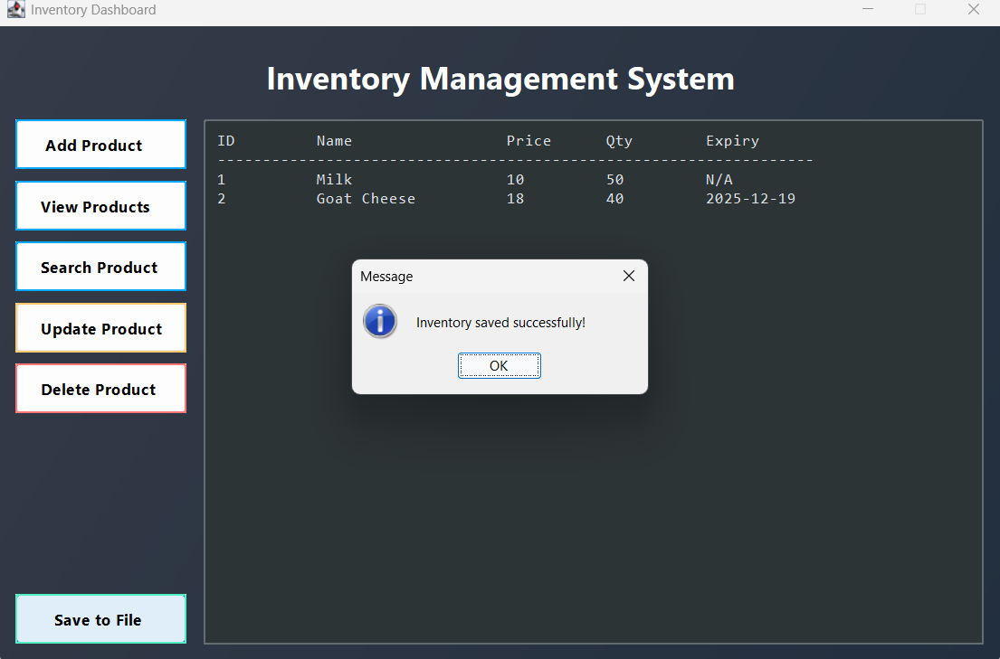 Inventory Dashboard
Inventory Management System
Add Product
View Products
Search Product
Update Product
Delete Product
Save to File
ID Name Price Qty Expiry
------------------------------------------------------------------
1 Milk 10 50 N/A
2 Goat Cheese 18 40 2025-12-19
Message
Inventory saved successfully!
OK